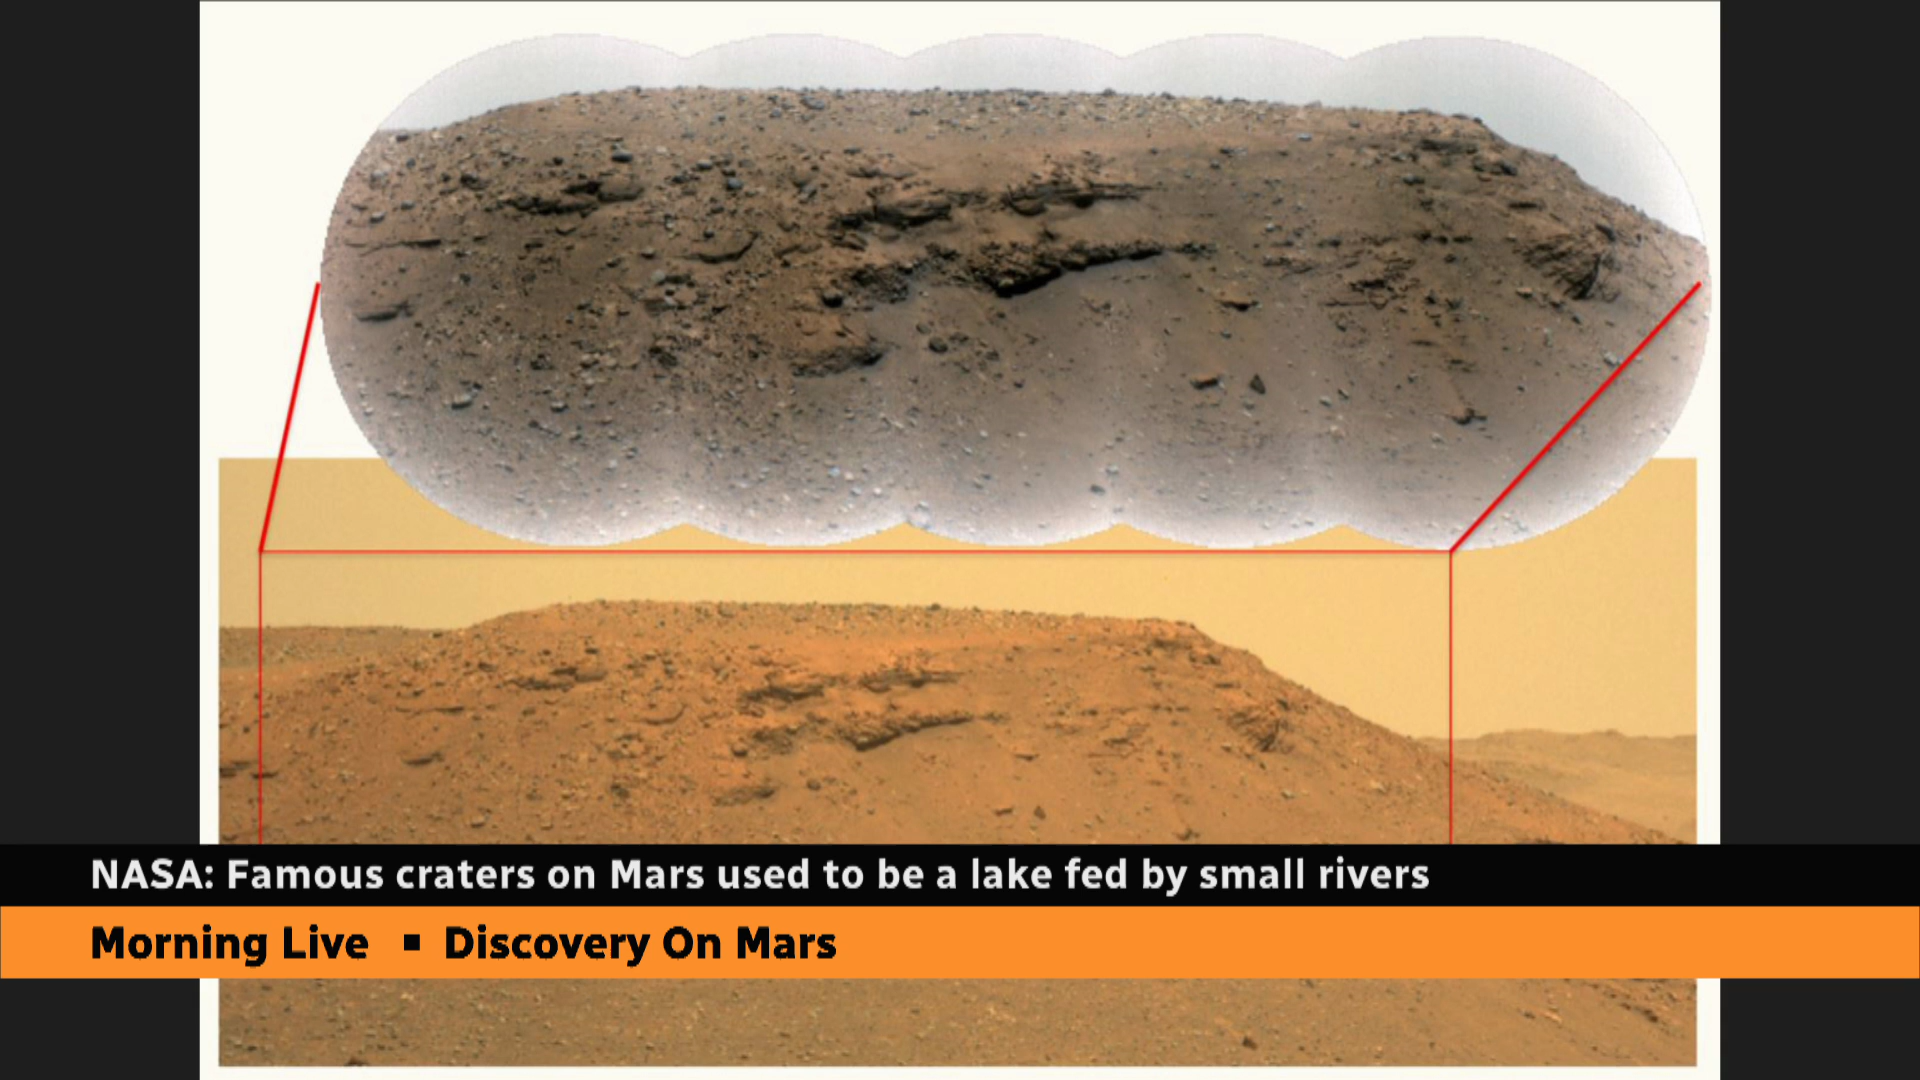 NASA: Famous craters on Mars used to be a lake fed by small rivers
Morning Live ▪ Discovery On Mars